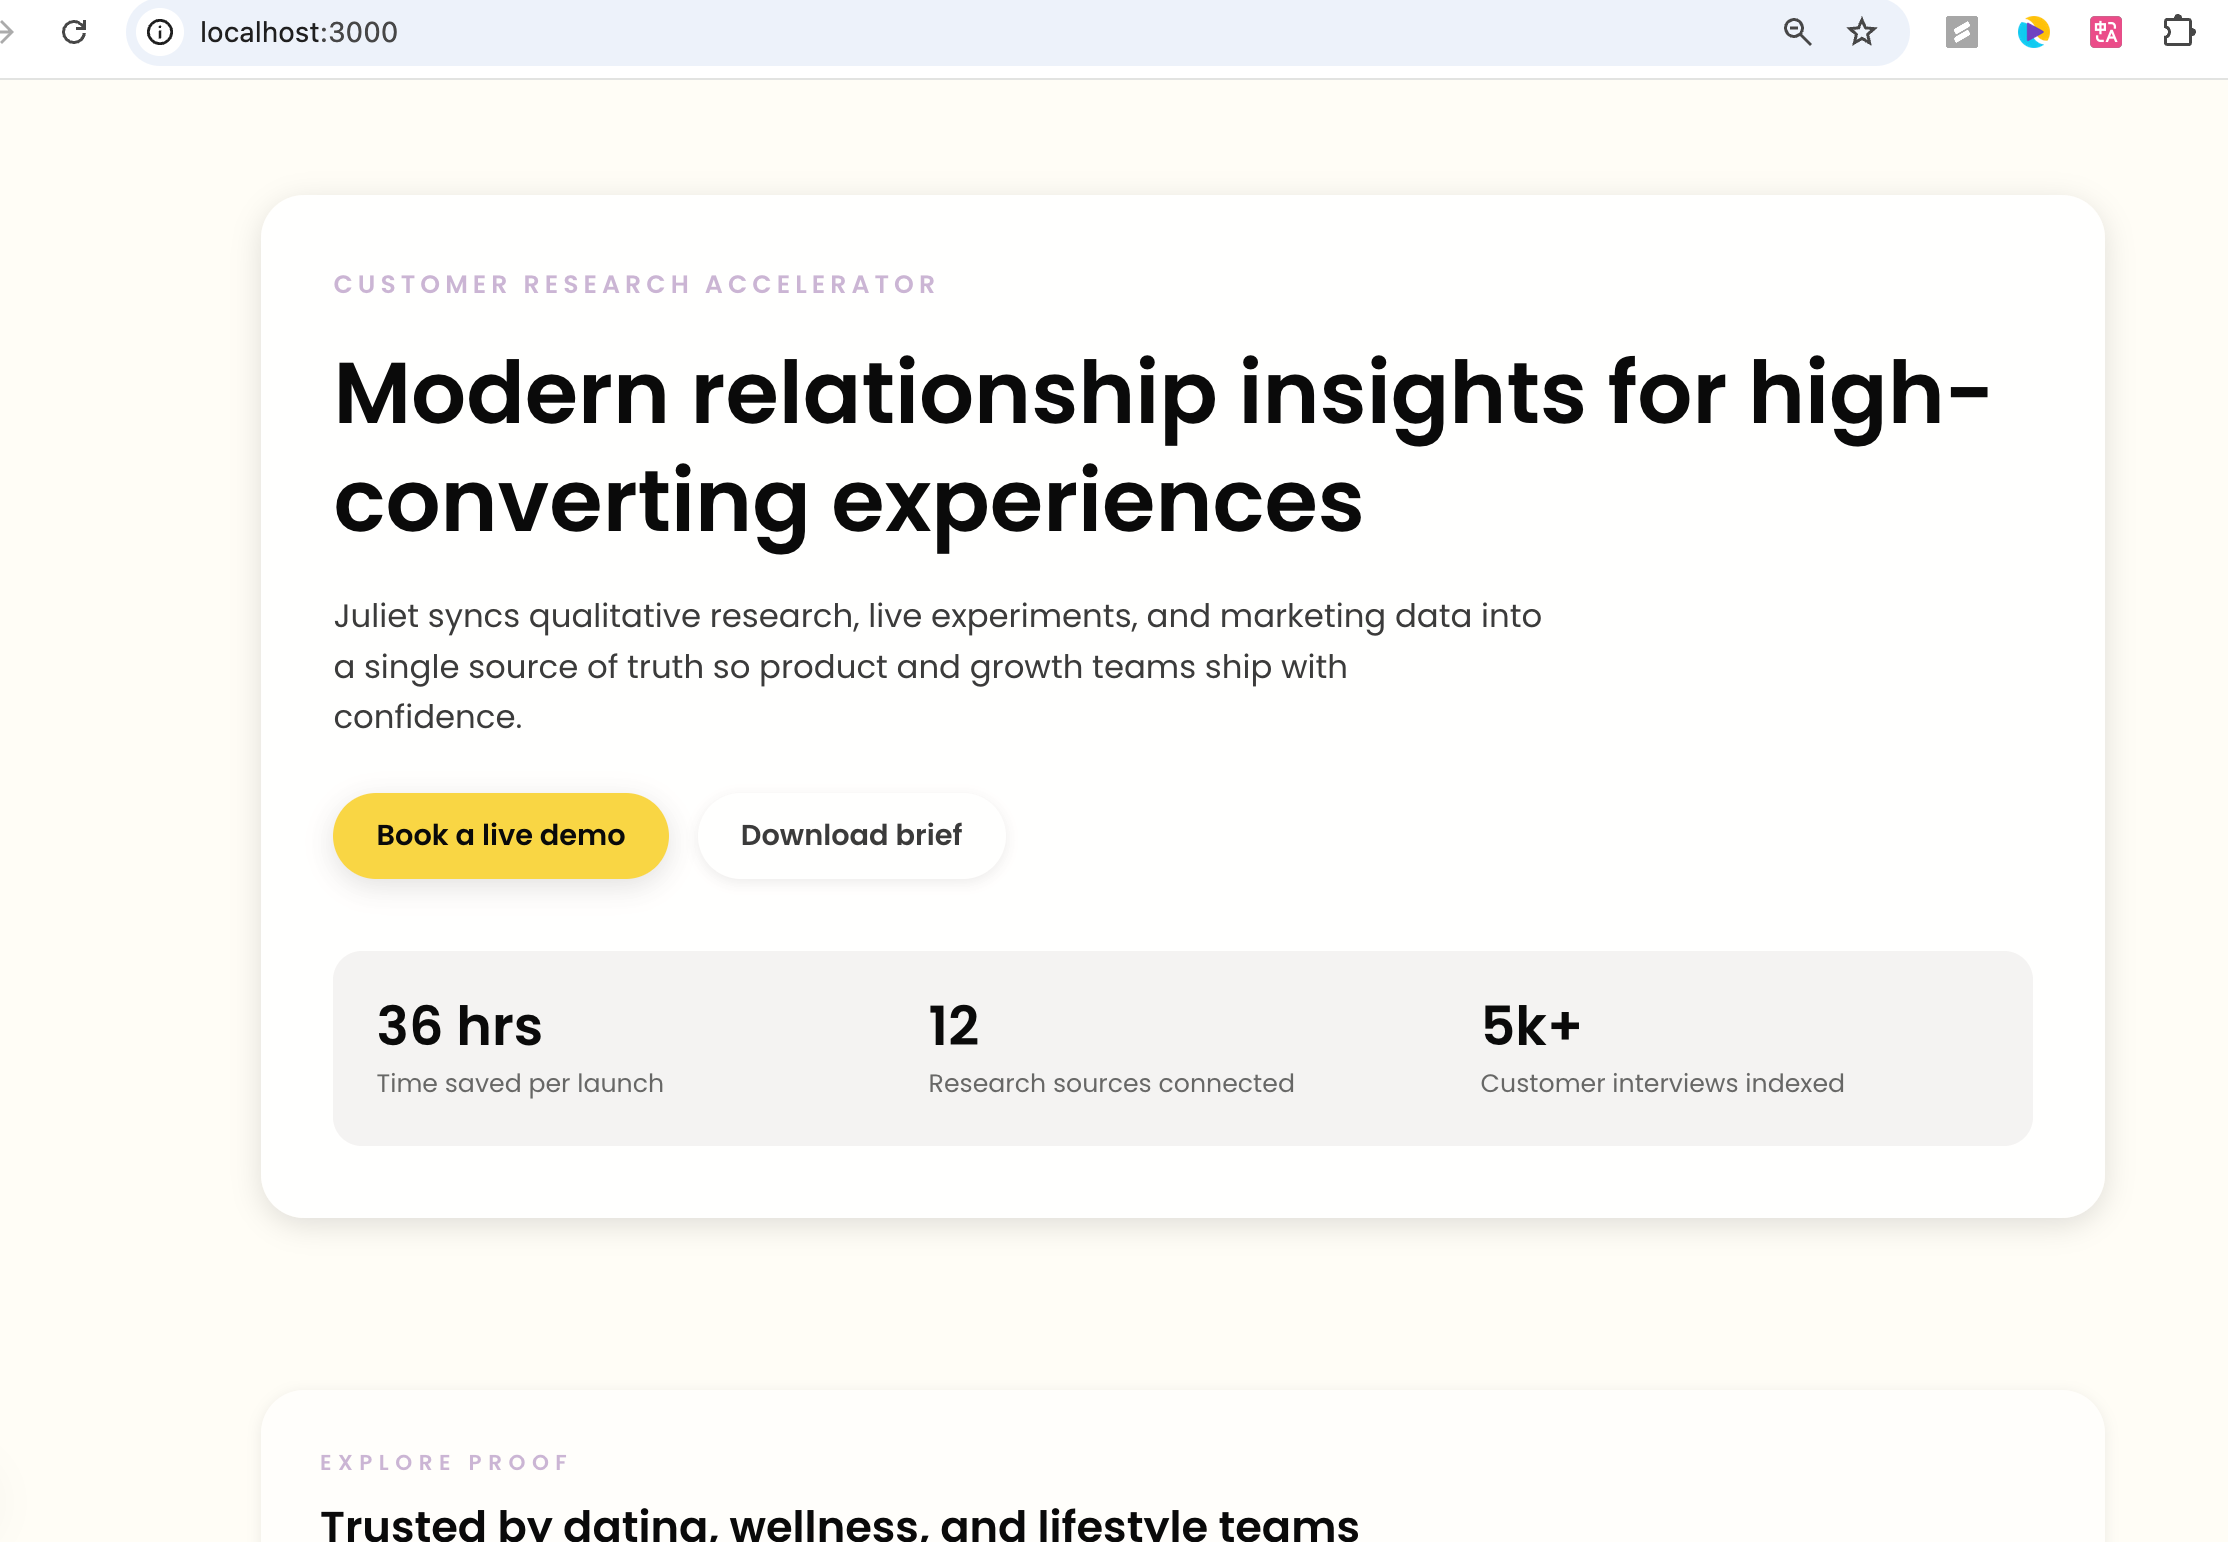 localhost:3000
CUSTOMER RESEARCH ACCELERATOR
Modern relationship insights for high-
converting experiences
Juliet syncs qualitative research, live experiments, and marketing data into
a single source of truth so product and growth teams ship with
confidence.
Book a live demo
Download brief
36 hrs
Time saved per launch
12
Research sources connected
5k+
Customer interviews indexed
EXPLORE PROOF
Trusted by dating, wellness, and lifestyle teams